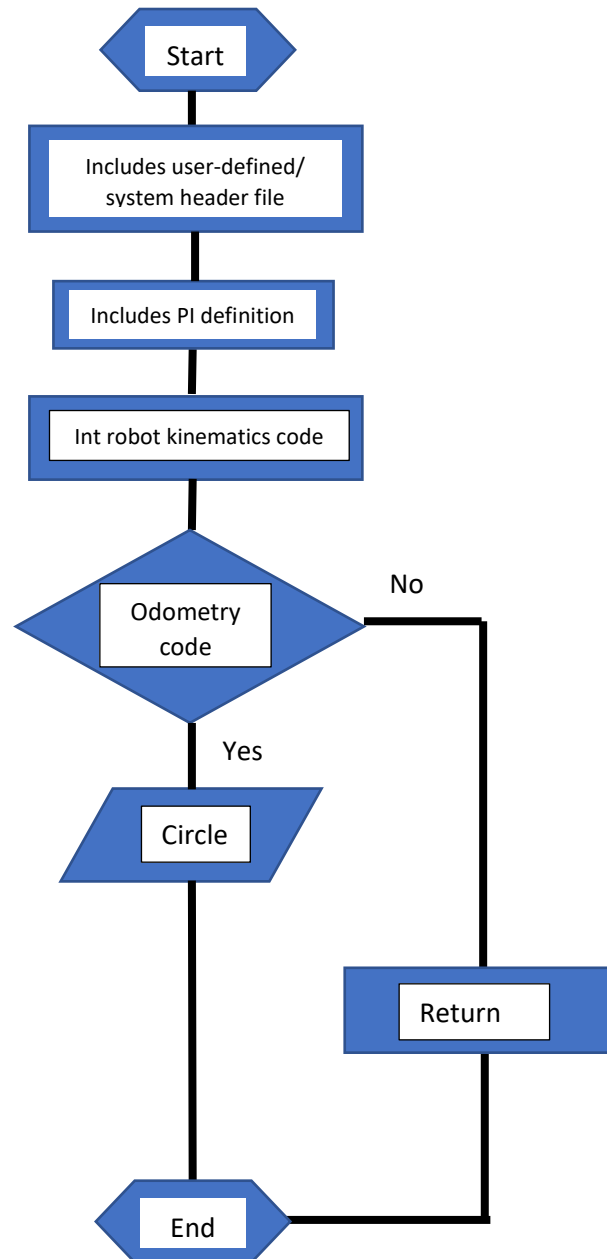 Start
Includes user-defined/
system header file
Includes PI definition
Int robot kinematics code
Odometry
code
No
Yes
Circle
Return
End